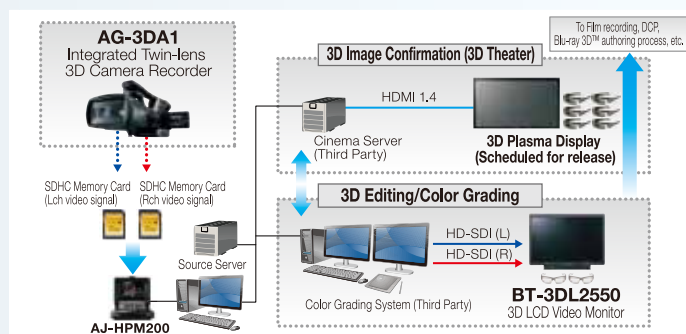 AG-3DA1
Integrated Twin-lens
3D Camera Recorder
SDHC Memory Card
(Lch video signal)
SDHC Memory Card
(Rch video signal)
AJ-HPM200
Source Server
3D Image Confirmation (3D Theater)
HDMI 1.4
Cinema Server
(Third Party)
3D Plasma Display
(Scheduled for release)
To Film recording, DCP,
Blu-ray 3D™ authoring process, etc.
3D Editing/Color Grading
HD-SDI (L)
HD-SDI (R)
Color Grading System (Third Party)
BT-3DL2550
3D LCD Video Monitor